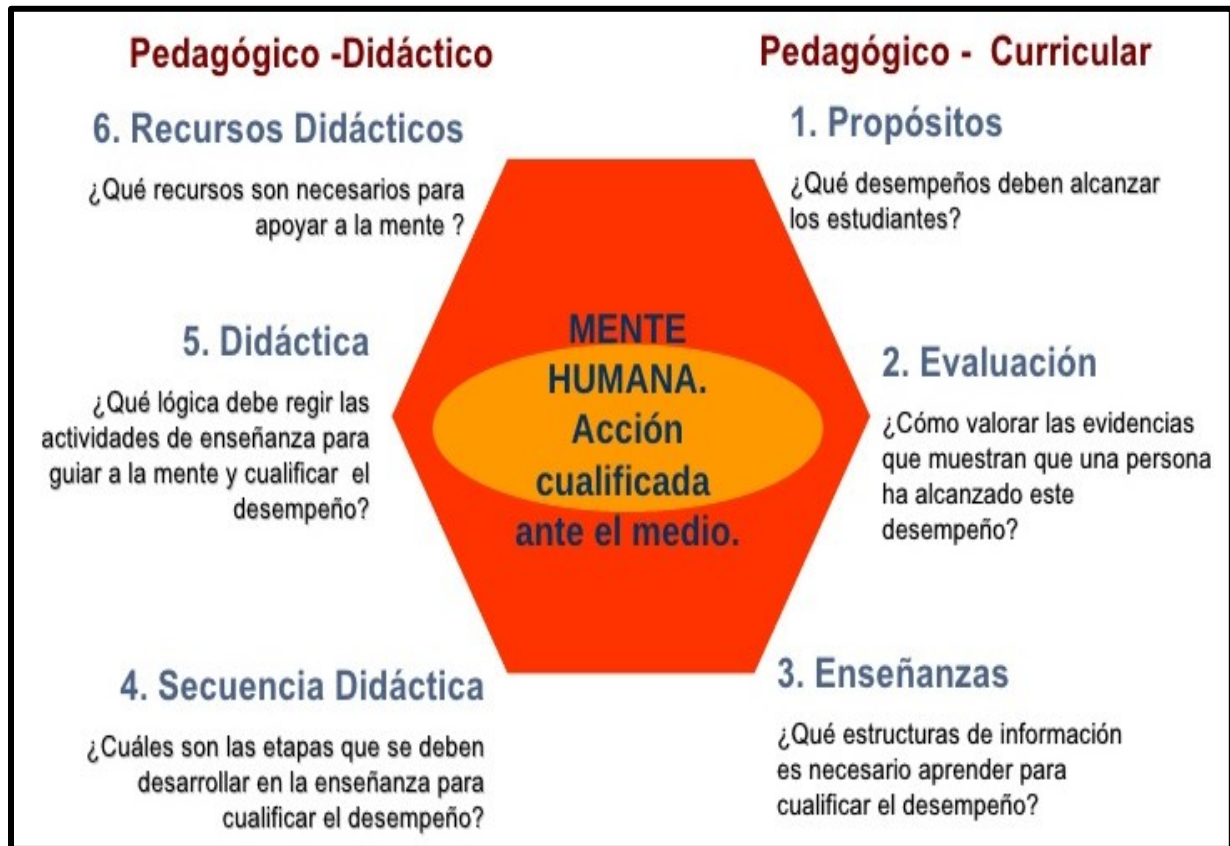 Pedagógico -Didáctico
Pedagógico - Curricular
6. Recursos Didácticos
¿Qué recursos son necesarios para
apoyar a la mente ?
1. Propósitos
¿Qué desempeños deben alcanzar
los estudiantes?
5. Didáctica
¿Qué lógica debe regir las
actividades de enseñanza para
guiar a la mente y cualificar el
desempeño?
MENTE
HUMANA.
Acción
cualificada
ante el medio.
2. Evaluación
¿Cómo valorar las evidencias
que muestran que una persona
ha alcanzado este
desempeño?
4. Secuencia Didáctica
¿Cuáles son las etapas que se deben
desarrollar en la enseñanza para
cualificar el desempeño?
3. Enseñanzas
¿Qué estructuras de información
es necesario aprender para
cualificar el desempeño?